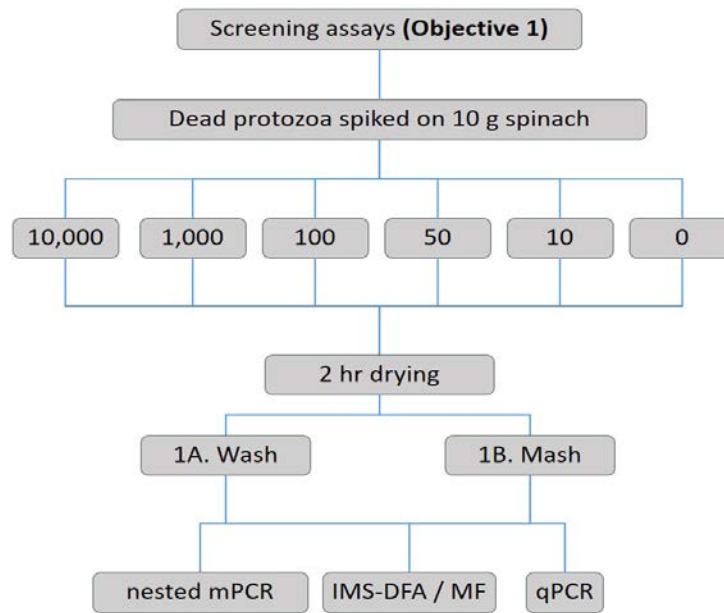 Screening assays (Objective 1)
Dead protozoa spiked on 10 g spinach
10,000 1,000 100 50 10 0
2 hr drying
1A. Wash 1B. Mash
nested mPCR IMS-DFA / MF qPCR